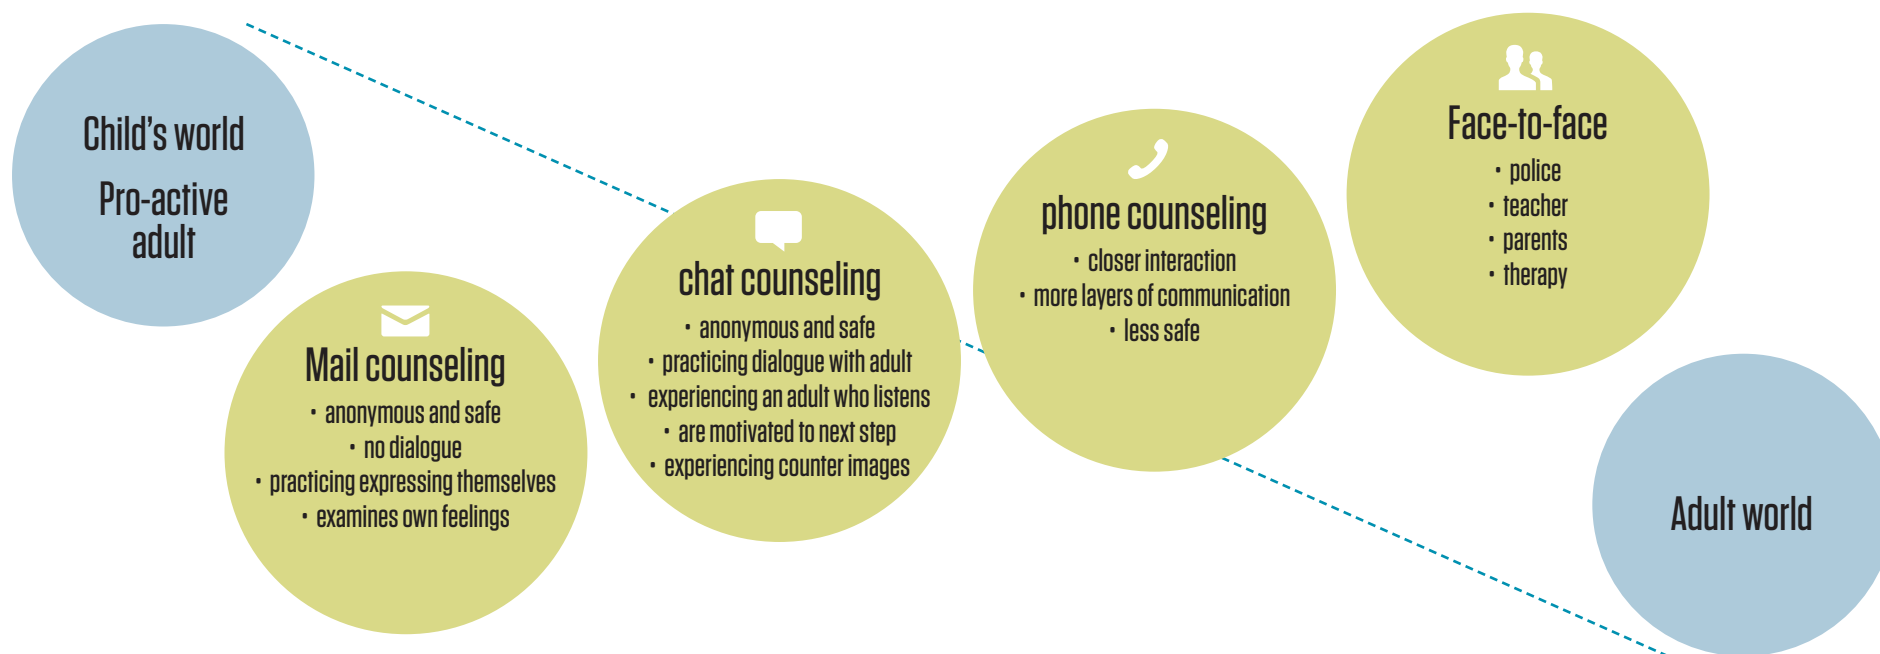 Child's world
Pro-active
adult
Mail counseling
• anonymous and safe
• no dialogue
• practicing expressing themselves
• examines own feelings
chat counseling
• anonymous and safe
• practicing dialogue with adult
• experiencing an adult who listens
• are motivated to next step
• experiencing counter images
phone counseling
• closer interaction
• more layers of communication
• less safe
Face-to-face
• police
• teacher
• parents
• therapy
Adult world